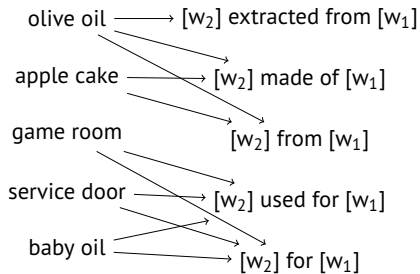 olive oil [w₂] extracted from [w₁]
apple cake [w₂] made of [w₁]
[w₂] from [w₁]
game room
service door [w₂] used for [w₁]
baby oil [w₂] for [w₁]